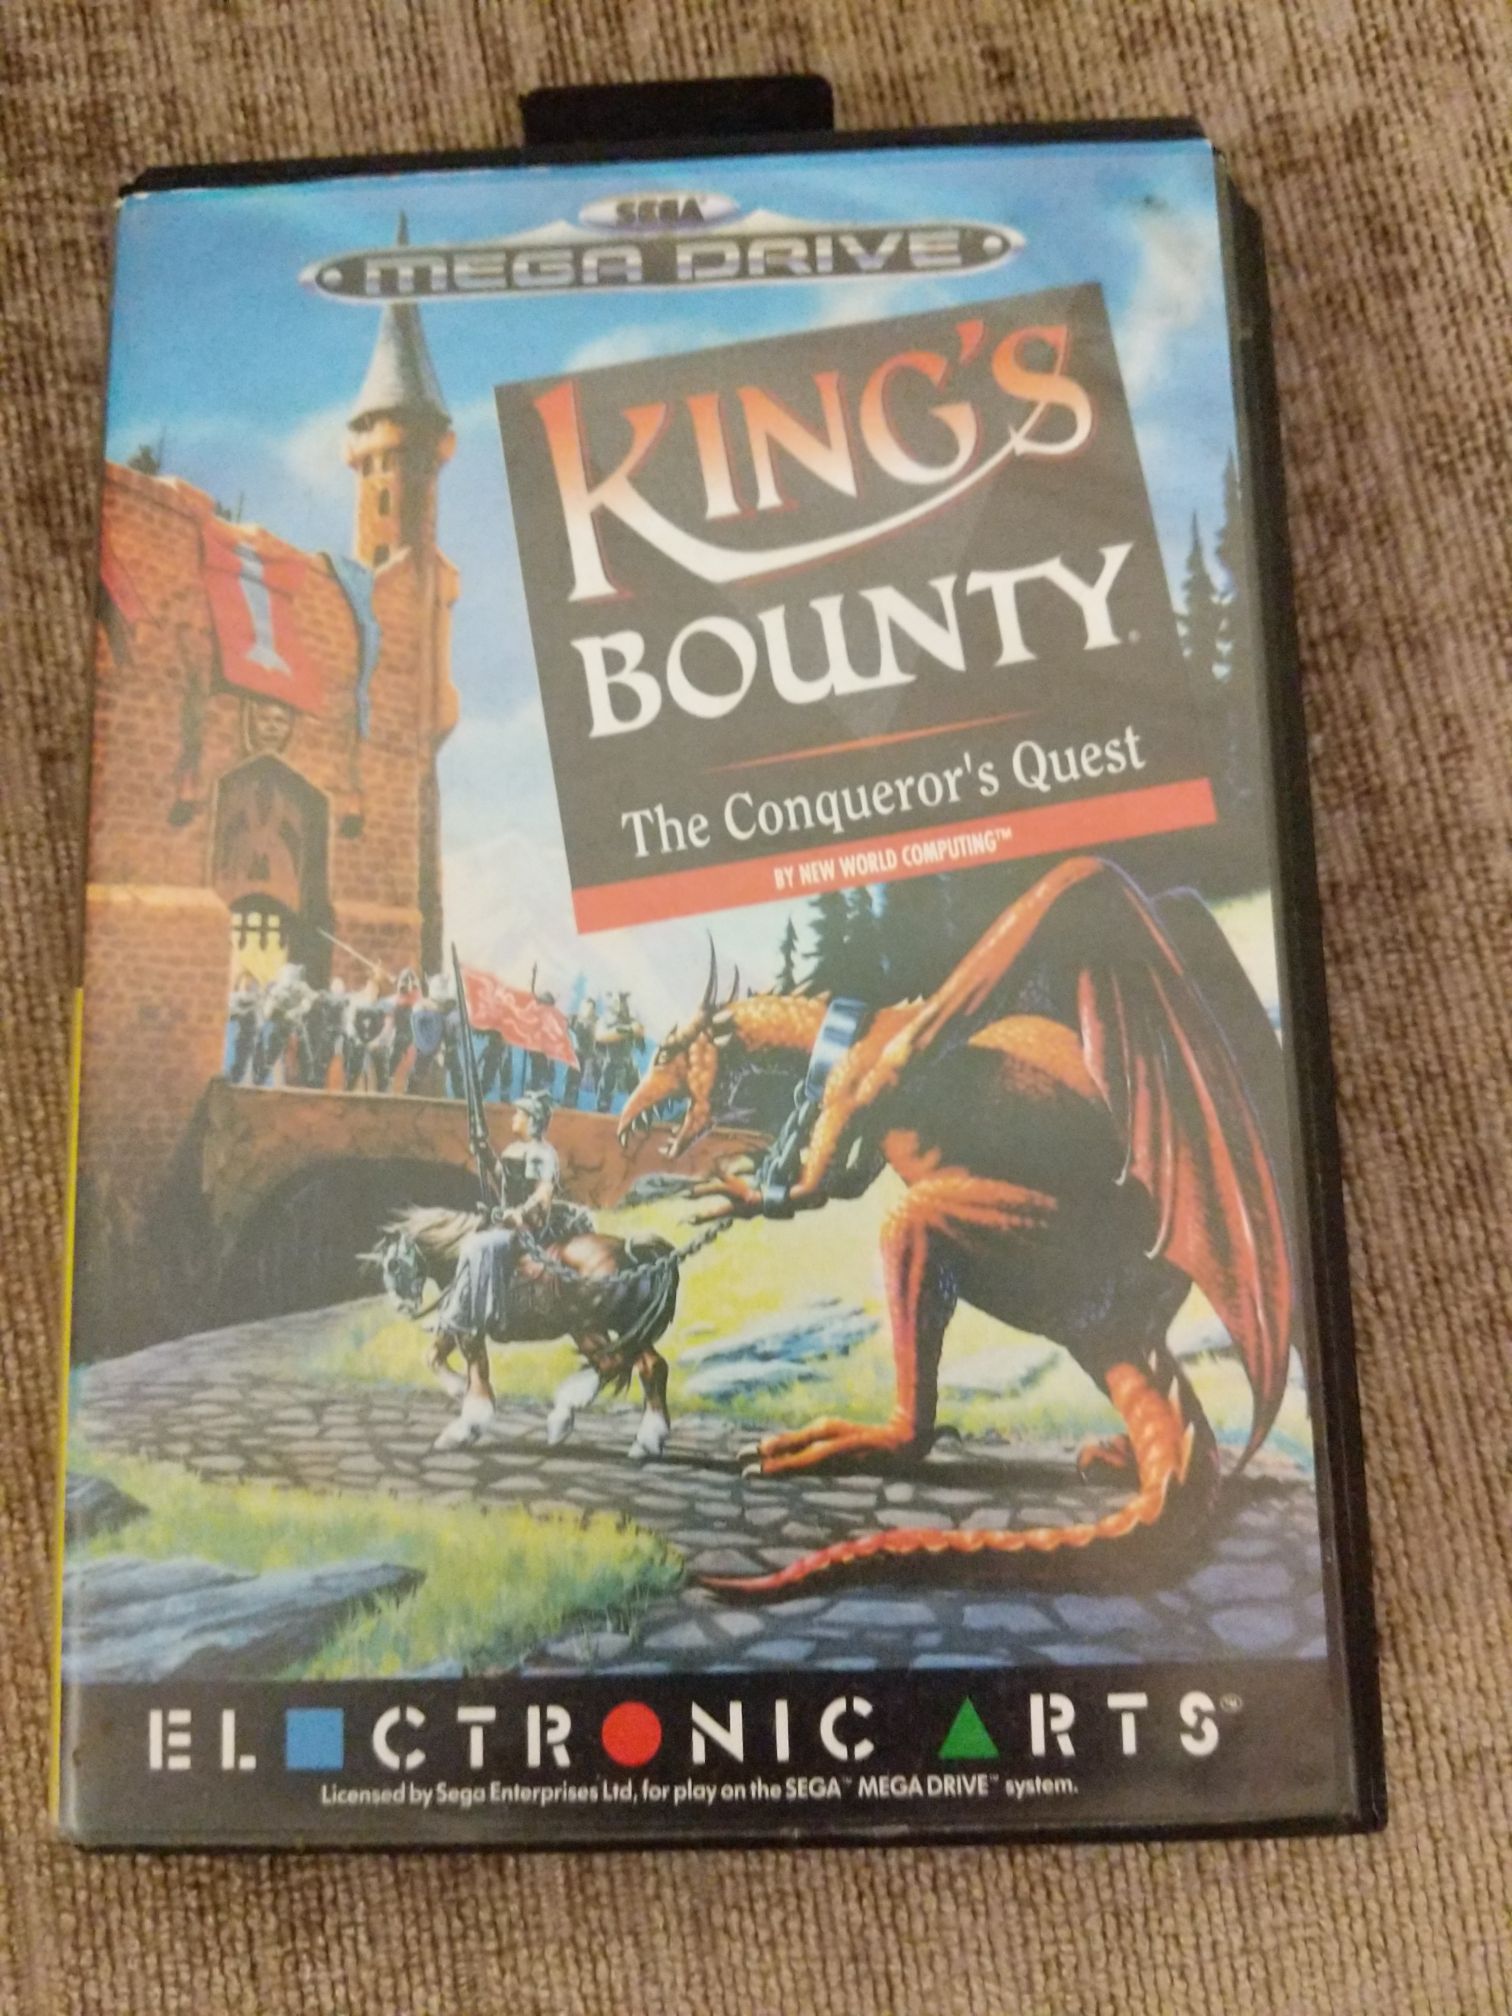 SEGA
MEGA DRIVE
KING'S
BOUNTY
The Conqueror's Quest
BY NEW WORLD COMPUTING™
ELECTRONIC ARTS™
Licensed by Sega Enterprises Ltd, for play on the SEGA™ MEGA DRIVE™ system.